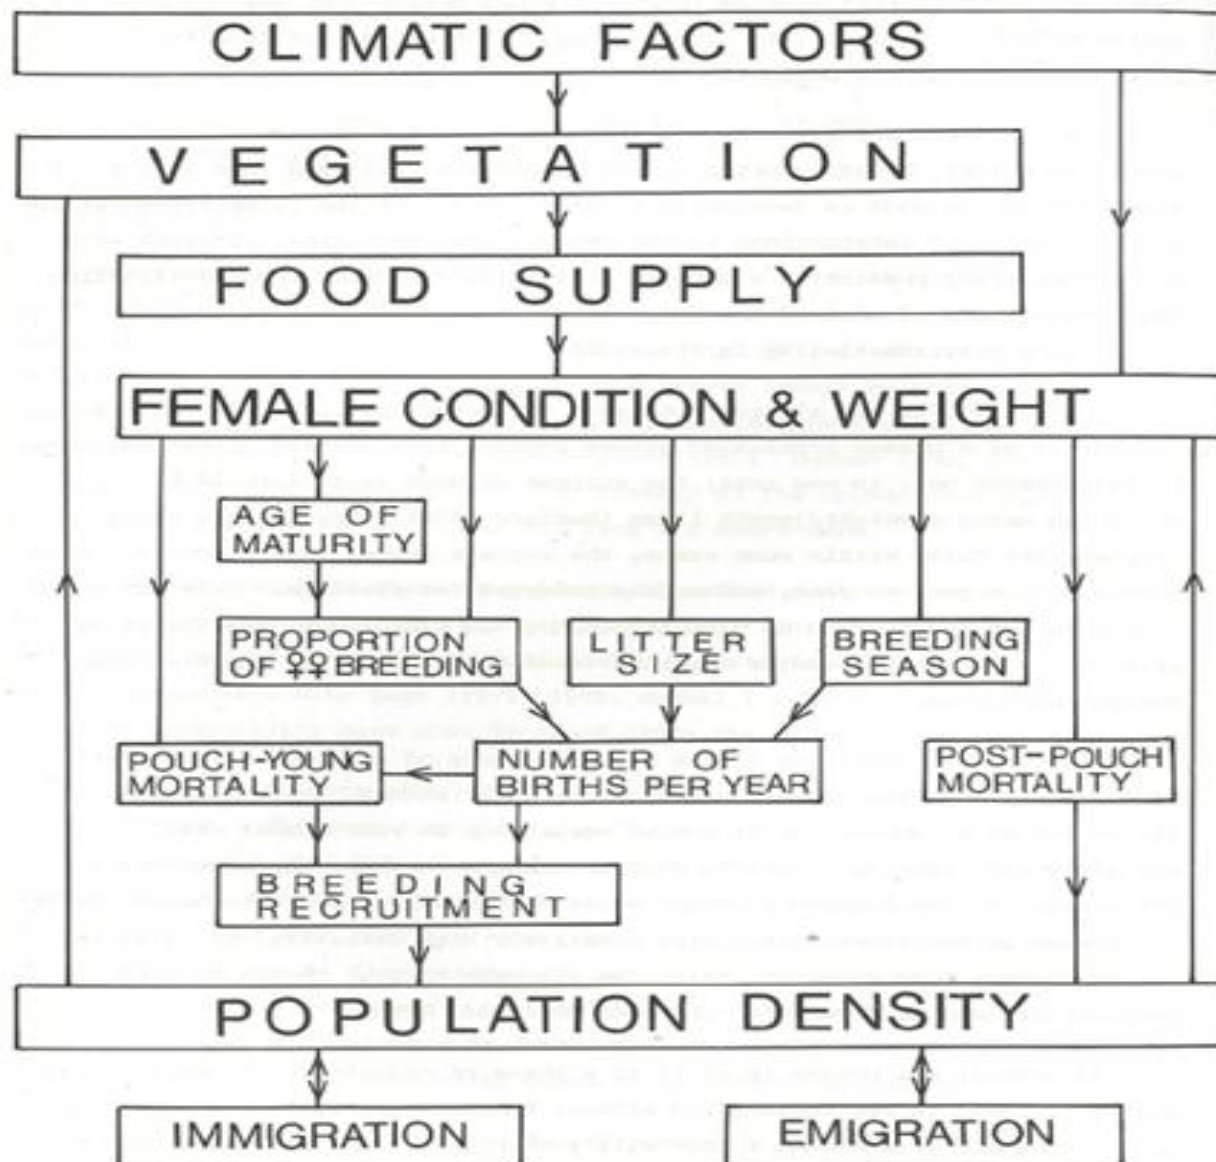 CLIMATIC FACTORS
VEGETATION
FOOD SUPPLY
FEMALE CONDITION & WEIGHT
AGE OF
MATURITY
PROPORTION
OF ♀♀ BREEDING
LITTER
SIZE
BREEDING
SEASON
POUCH-YOUNG
MORTALITY
NUMBER OF
BIRTHS PER YEAR
POST-POUCH
MORTALITY
BREEDING
RECRUITMENT
POPULATION DENSITY
IMMIGRATION
EMIGRATION